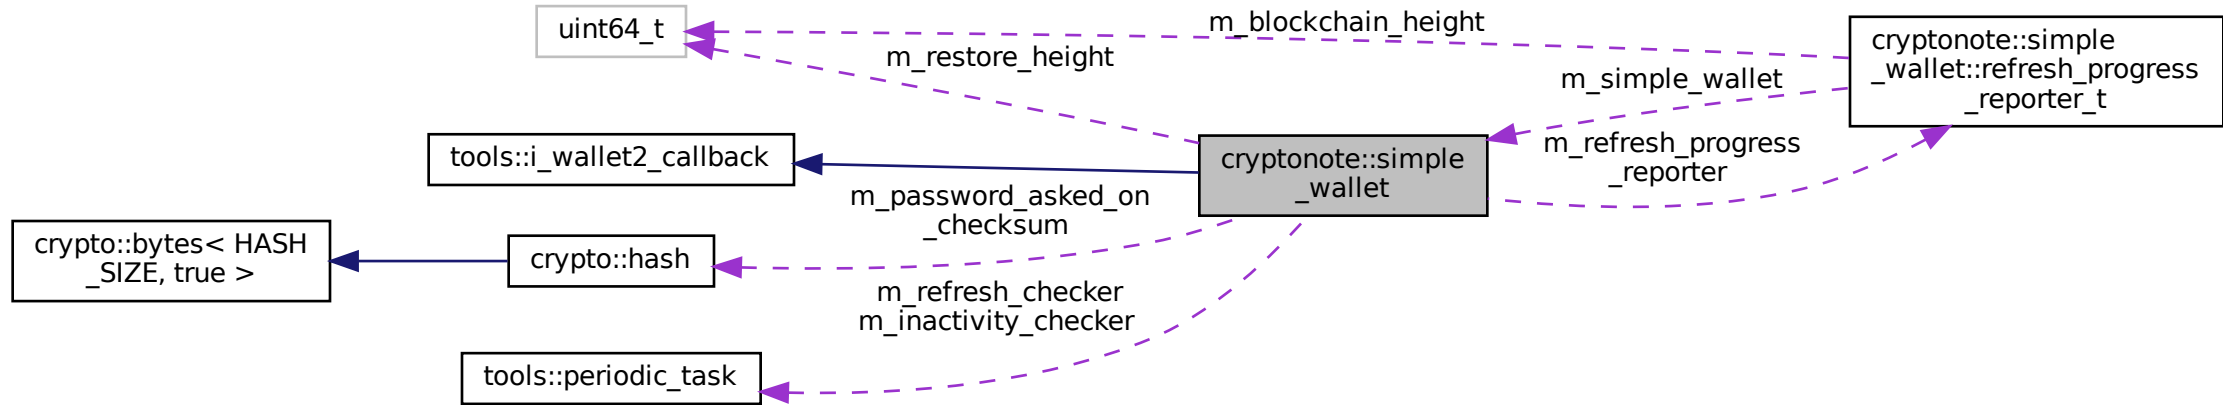 uint64_t
m_blockchain_height
m_restore_height
cryptonote::simple
_wallet::refresh_progress
_reporter_t
m_simple_wallet
m_refresh_progress
_reporter
tools::i_wallet2_callback
cryptonote::simple
_wallet
m_password_asked_on
_checksum
crypto::bytes< HASH
_SIZE, true >
crypto::hash
m_refresh_checker
m_inactivity_checker
tools::periodic_task